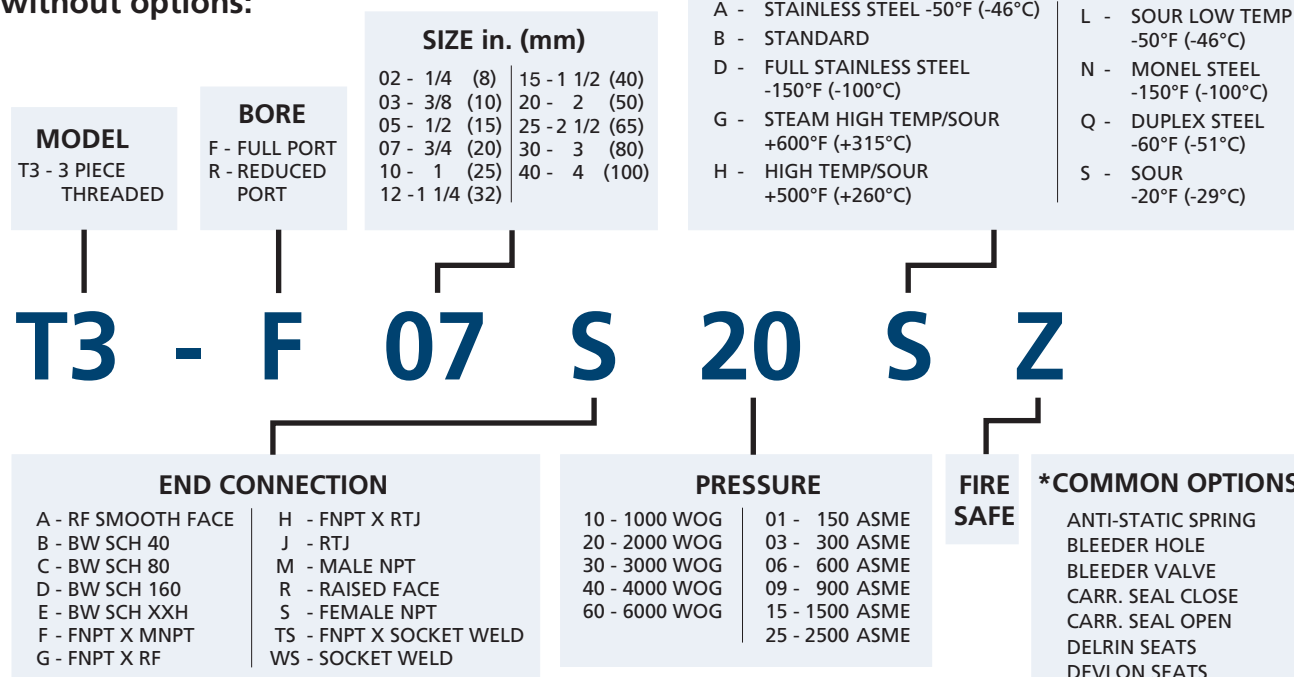 without options:
MODEL
T3 - 3 PIECE
THREADED
BORE
F - FULL PORT
R - REDUCED
PORT
SIZE in. (mm)
02 - 1/4 (8)
03 - 3/8 (10)
05 - 1/2 (15)
07 - 3/4 (20)
10 - 1 (25)
12 -1 1/4 (32)
15 -1 1/2 (40)
20 - 2 (50)
25 -2 1/2 (65)
30 - 3 (80)
40 - 4 (100)
A - STAINLESS STEEL -50°F (-46°C)
B - STANDARD
D - FULL STAINLESS STEEL
-150°F (-100°C)
G - STEAM HIGH TEMP/SOUR
+600°F (+315°C)
H - HIGH TEMP/SOUR
+500°F (+260°C)
L - SOUR LOW TEMP
-50°F (-46°C)
N - MONEL STEEL
-150°F (-100°C)
Q - DUPLEX STEEL
-60°F (-51°C)
S - SOUR
-20°F (-29°C)
T3 - F 07 S 20 S Z
END CONNECTION
A - RF SMOOTH FACE
B - BW SCH 40
C - BW SCH 80
D - BW SCH 160
E - BW SCH XXH
F - FNPT X MNPT
G - FNPT X RF
H - FNPT X RTJ
J - RTJ
M - MALE NPT
R - RAISED FACE
S - FEMALE NPT
TS - FNPT X SOCKET WELD
WS - SOCKET WELD
PRESSURE
10 - 1000 WOG
20 - 2000 WOG
30 - 3000 WOG
40 - 4000 WOG
60 - 6000 WOG
01 - 150 ASME
03 - 300 ASME
06 - 600 ASME
09 - 900 ASME
15 - 1500 ASME
25 - 2500 ASME
FIRE
SAFE
*COMMON OPTIONS
ANTI-STATIC SPRING
BLEEDER HOLE
BLEEDER VALVE
CARR. SEAL CLOSE
CARR. SEAL OPEN
DELRIN SEATS
DEVLON SEATS